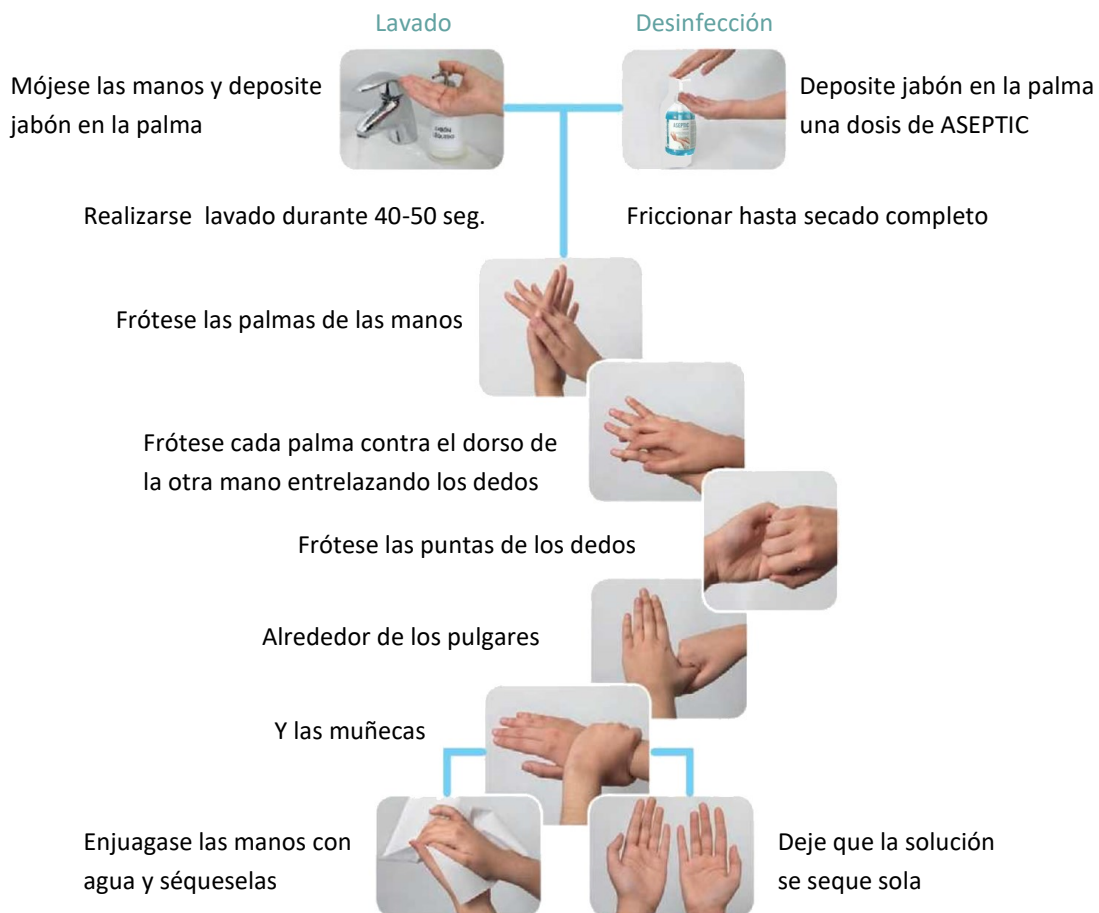 Lavado
Desinfección
Mójese las manos y deposite
jabón en la palma
JABÓN
ASEPTIC
Deposite jabón en la palma
una dosis de ASEPTIC
Realizarse  lavado durante 40-50 seg.
Friccionar hasta secado completo
Frótese las palmas de las manos
Frótese cada palma contra el dorso de
la otra mano entrelazando los dedos
Frótese las puntas de los dedos
Alrededor de los pulgares
Y las muñecas
Enjuagase las manos con
agua y séqueselas
Deje que la solución
se seque sola